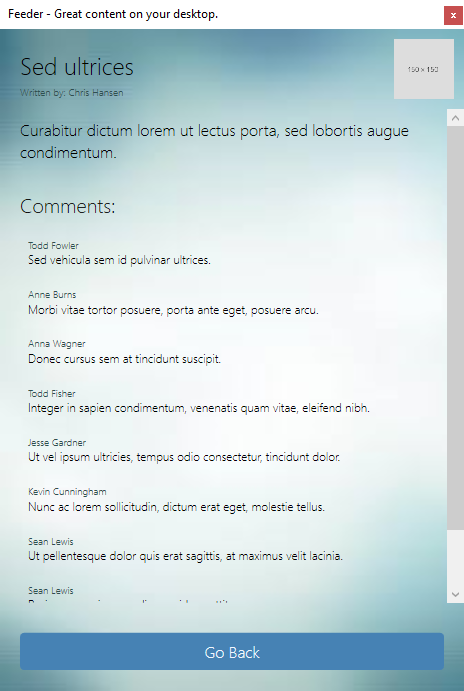 Feeder - Great content on your desktop.
x
Sed ultrices
150 × 150
Written by: Chris Hansen
Curabitur dictum lorem ut lectus porta, sed lobortis augue
condimentum.
Comments:
Todd Fowler
Sed vehicula sem id pulvinar ultrices.
Anne Burns
Morbi vitae tortor posuere, porta ante eget, posuere arcu.
Anna Wagner
Donec cursus sem at tincidunt suscipit.
Todd Fisher
Integer in sapien condimentum, venenatis quam vitae, eleifend nibh.
Jesse Gardner
Ut vel ipsum ultricies, tempus odio consectetur, tincidunt dolor.
Kevin Cunningham
Nunc ac lorem sollicitudin, dictum erat eget, molestie tellus.
Sean Lewis
Ut pellentesque dolor quis erat sagittis, at maximus velit lacinia.
Sean Lewis
Go Back